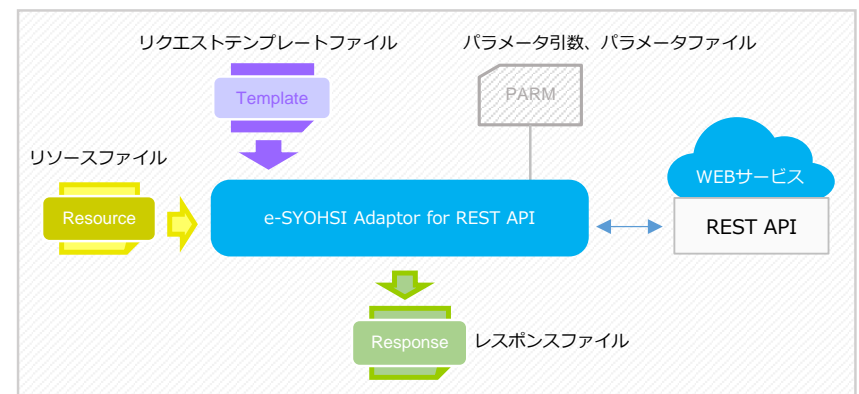 リクエストテンプレートファイル
パラメータ引数、パラメータファイル
Template
PARM
リソースファイル
WEBサービス
Resource
e-SYOHSI Adaptor for REST API
REST API
Response
レスポンスファイル